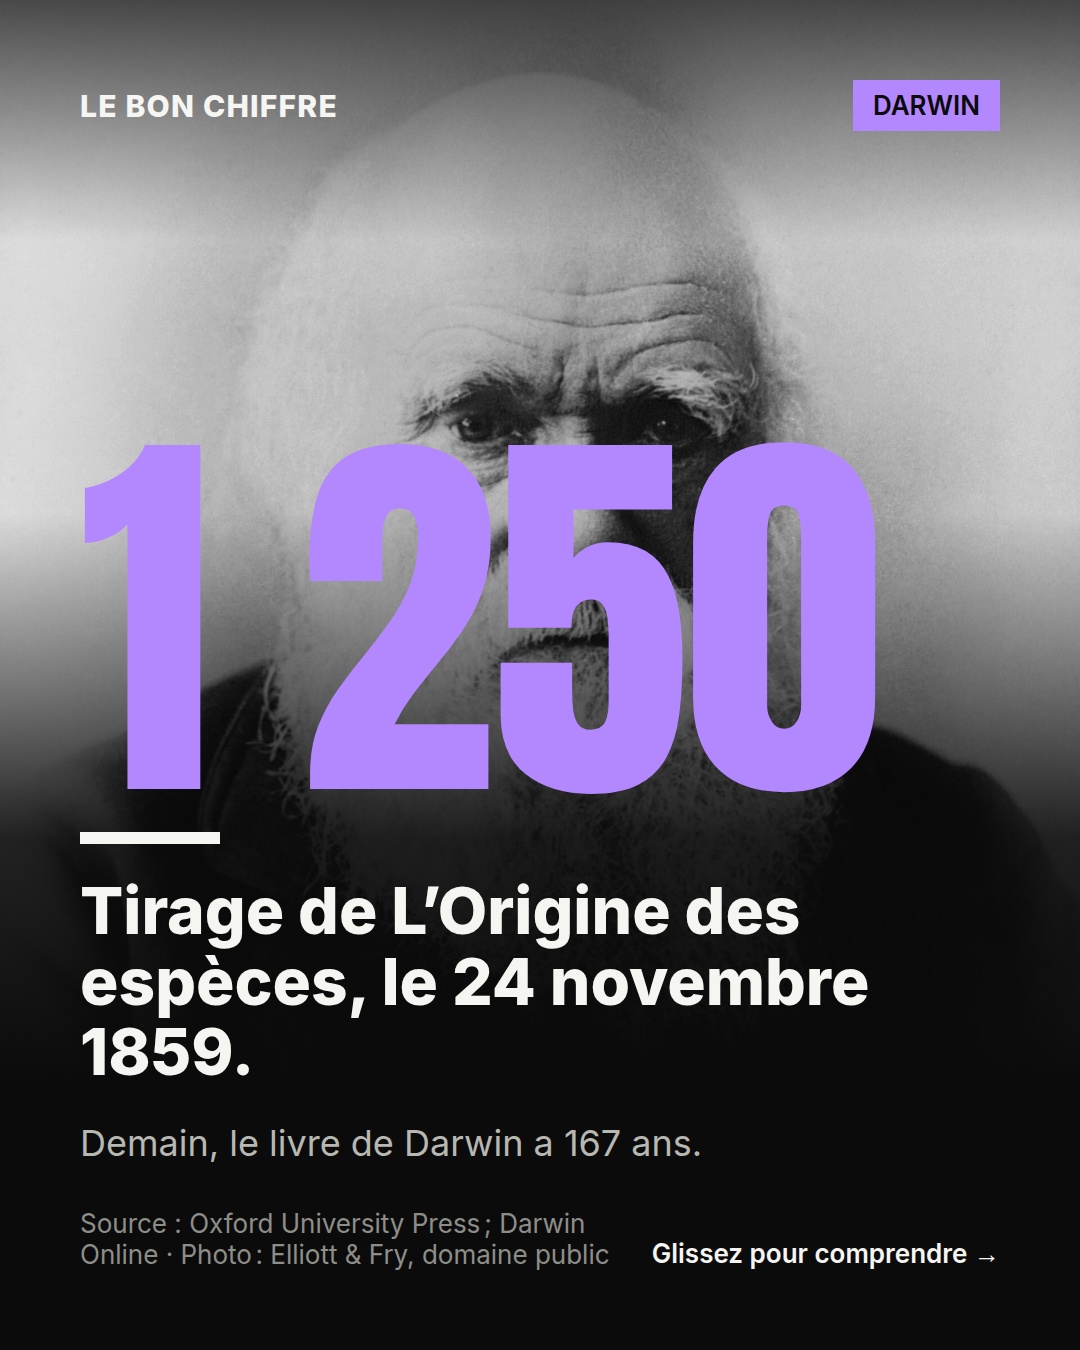 LE BON CHIFFRE
DARWIN
1 250
Tirage de L’Origine des
espèces, le 24 novembre
1859.
Demain, le livre de Darwin a 167 ans.
Source : Oxford University Press ; Darwin
Online · Photo : Elliott & Fry, domaine public
Glissez pour comprendre →